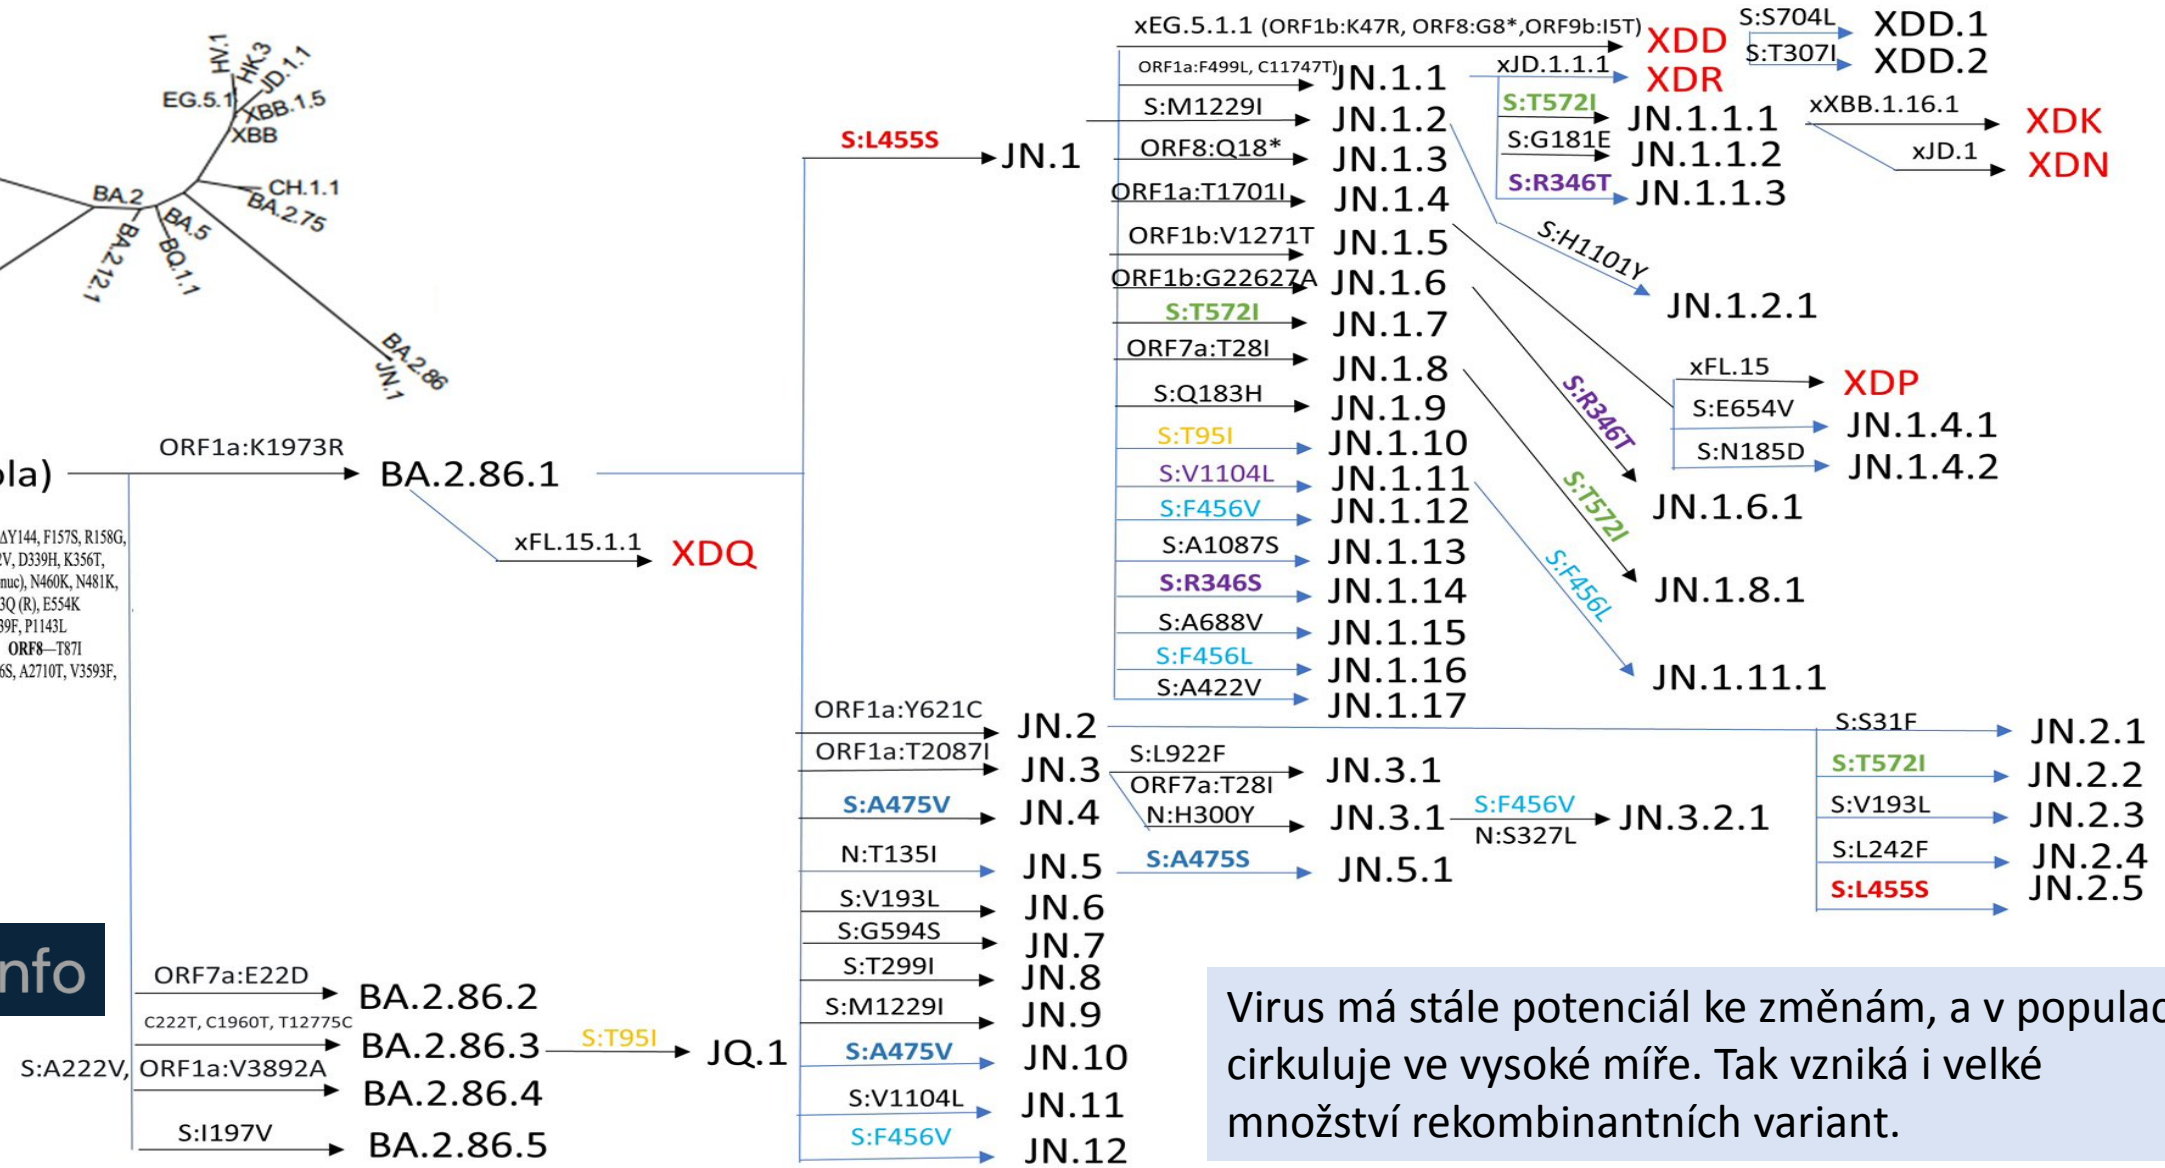 HV.1
HK.3
JD.1.1
EG.5.1
XBB.1.5
XBB
CH.1.1
BA.2.75
BA.2
BA.5
BA.2.12.1
BQ.1.1
BA.2.86
JN.1
ORF1a:K1973R
BA.2.86.1
xFL.15.1.1
XDQ
ΔY144, F157S, R158G,
D339H, K356T,
N460K, N481K,
E554K
P1143L
ORF8—T87I
A2710T, V3593F,
nfo
ORF7a:E22D
BA.2.86.2
C222T, C1960T, T12775C
BA.2.86.3
S:T95I
JQ.1
S:A222V, ORF1a:V3892A
BA.2.86.4
S:I197V
BA.2.86.5
S:L455S
JN.1
xEG.5.1.1 (ORF1b:K47R, ORF8:G8*,ORF9b:I5T)
XDD
S:S704L
XDD.1
S:T307I
XDD.2
ORF1a:F499L, C11747T)
JN.1.1
xJD.1.1.1
XDR
S:T572I
JN.1.1.1
xXBB.1.16.1
XDK
S:G181E
JN.1.1.2
xJD.1
XDN
S:R346T
JN.1.1.3
S:M1229I
JN.1.2
S:H1101Y
JN.1.2.1
ORF8:Q18*
JN.1.3
ORF1a:T1701I
JN.1.4
xFL.15
XDP
S:E654V
JN.1.4.1
S:N185D
JN.1.4.2
ORF1b:V1271T
JN.1.5
ORF1b:G22627A
JN.1.6
S:R346T
JN.1.6.1
S:T572I
JN.1.7
ORF7a:T28I
JN.1.8
S:T572I
JN.1.8.1
S:Q183H
JN.1.9
S:T95I
JN.1.10
S:V1104L
JN.1.11
S:F456L
JN.1.11.1
S:F456V
JN.1.12
S:A1087S
JN.1.13
S:R346S
JN.1.14
S:A688V
JN.1.15
S:F456L
JN.1.16
S:A422V
JN.1.17
ORF1a:Y621C
JN.2
S:S31F
JN.2.1
S:T572I
JN.2.2
S:V193L
JN.2.3
S:L242F
JN.2.4
S:L455S
JN.2.5
ORF1a:T2087I
JN.3
S:L922F
JN.3.1
ORF7a:T28I
N:H300Y
JN.3.1
S:F456V
N:S327L
JN.3.2.1
S:A475V
JN.4
N:T135I
JN.5
S:A475S
JN.5.1
S:V193L
JN.6
S:G594S
JN.7
S:T299I
JN.8
S:M1229I
JN.9
S:A475V
JN.10
S:V1104L
JN.11
S:F456V
JN.12
Virus má stále potenciál ke změnám, a v populac
cirkuluje ve vysoké míře. Tak vzniká i velké
množství rekombinantních variant.